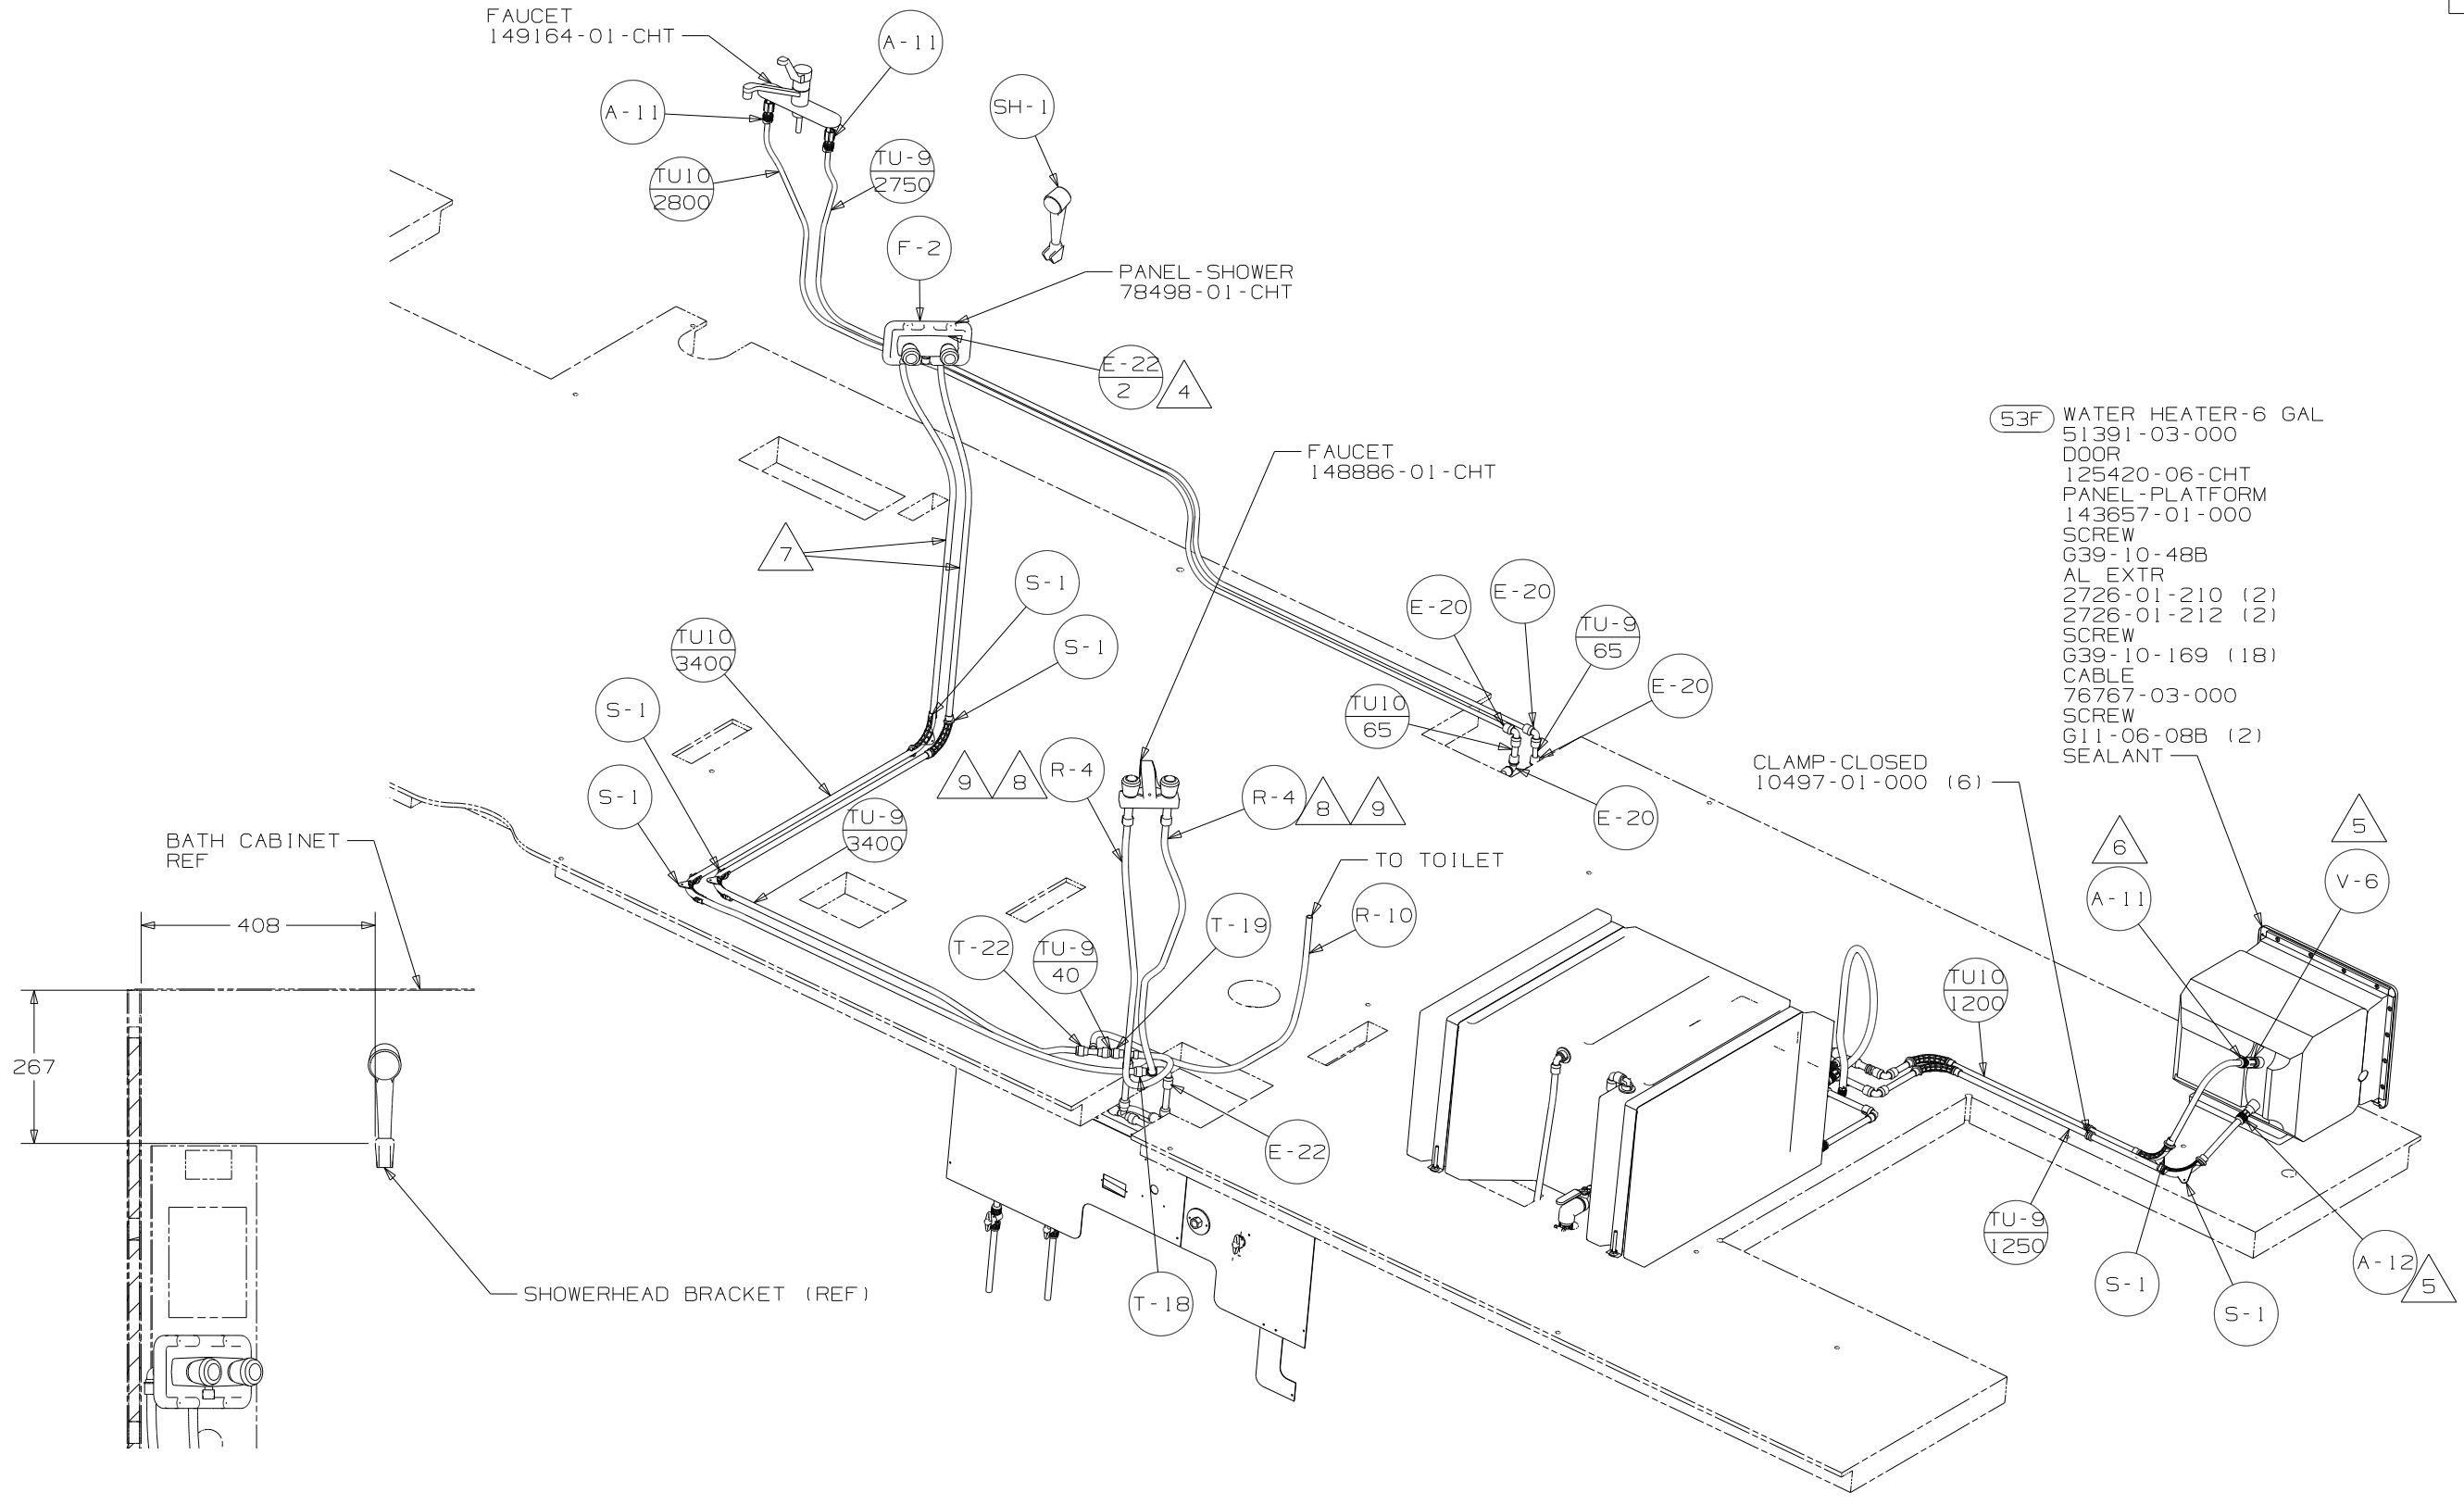 FAUCET
149164-01-CHT
A-11
A-11
SH-1
TU10
2800
TU-9
2750
F-2
PANEL-SHOWER
78498-01-CHT
E-22
2
4
FAUCET
148886-01-CHT
53F
WATER HEATER-6 GAL
51391-03-000
DOOR
125420-06-CHT
PANEL-PLATFORM
143657-01-000
SCREW
G39-10-48B
AL EXTR
2726-01-210 (2)
2726-01-212 (2)
SCREW
G39-10-169 (18)
CABLE
76767-03-000
SCREW
G11-06-08B (2)
SEALANT
7
S-1
S-1
TU10
3400
S-1
S-1
E-20
E-20
TU-9
65
E-20
TU10
65
E-20
9
8
R-4
R-4
8
9
TU-9
3400
CLAMP-CLOSED
10497-01-000 (6)
6
A-11
5
V-6
BATH CABINET
REF
408
267
TO TOILET
R-10
T-22
TU-9
40
T-19
TU10
1200
E-22
T-18
TU-9
1250
S-1
S-1
A-12
5
SHOWERHEAD BRACKET (REF)